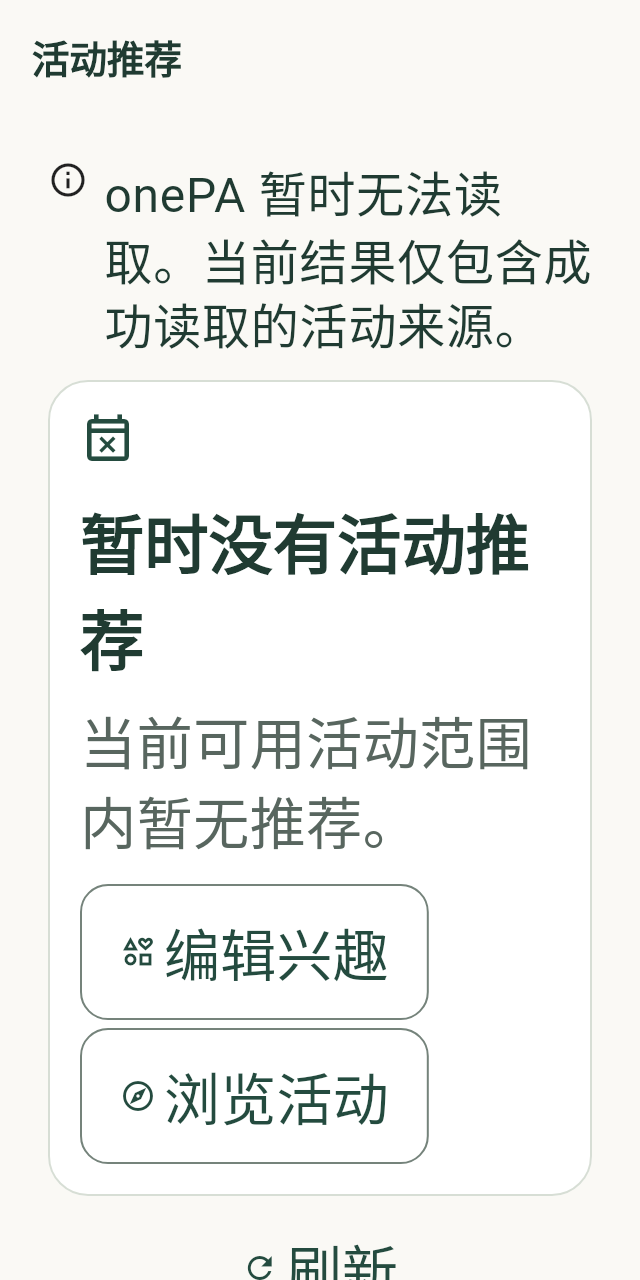 活动推荐
onePA 暂时无法读
取。当前结果仅包含成
功读取的活动来源。
暂时没有活动推
荐
当前可用活动范围
内暂无推荐。
编辑兴趣
浏览活动
刷新